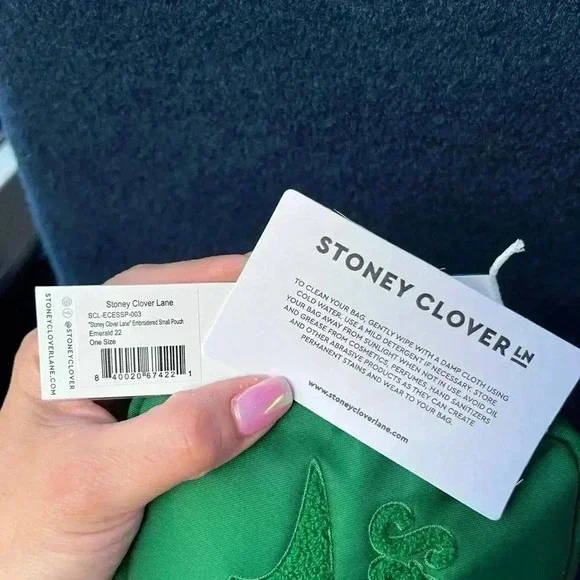 STONEYCLOVERLANE.COM
@STONEYCLOVER
Stoney Clover Lane
SCL-ECESSP-003
"Stoney Clover Lane" Embroidered Small Pouch
Emerald 22
One Size
8 40020 67422 1
STONEY CLOVER LN
TO CLEAN YOUR BAG, GENTLY WIPE WITH A DAMP CLOTH USING
COLD WATER. USE A MILD DETERGENT IF NECESSARY. STORE
YOUR BAG AWAY FROM SUNLIGHT WHEN NOT IN USE. AVOID OIL
AND GREASE FROM COSMETICS, PERFUMES, HAND SANITIZERS
AND OTHER ABRASIVE PRODUCTS AS THEY CAN CREATE
PERMANENT STAINS AND WEAR TO YOUR BAG.
www.stoneycloverlane.com